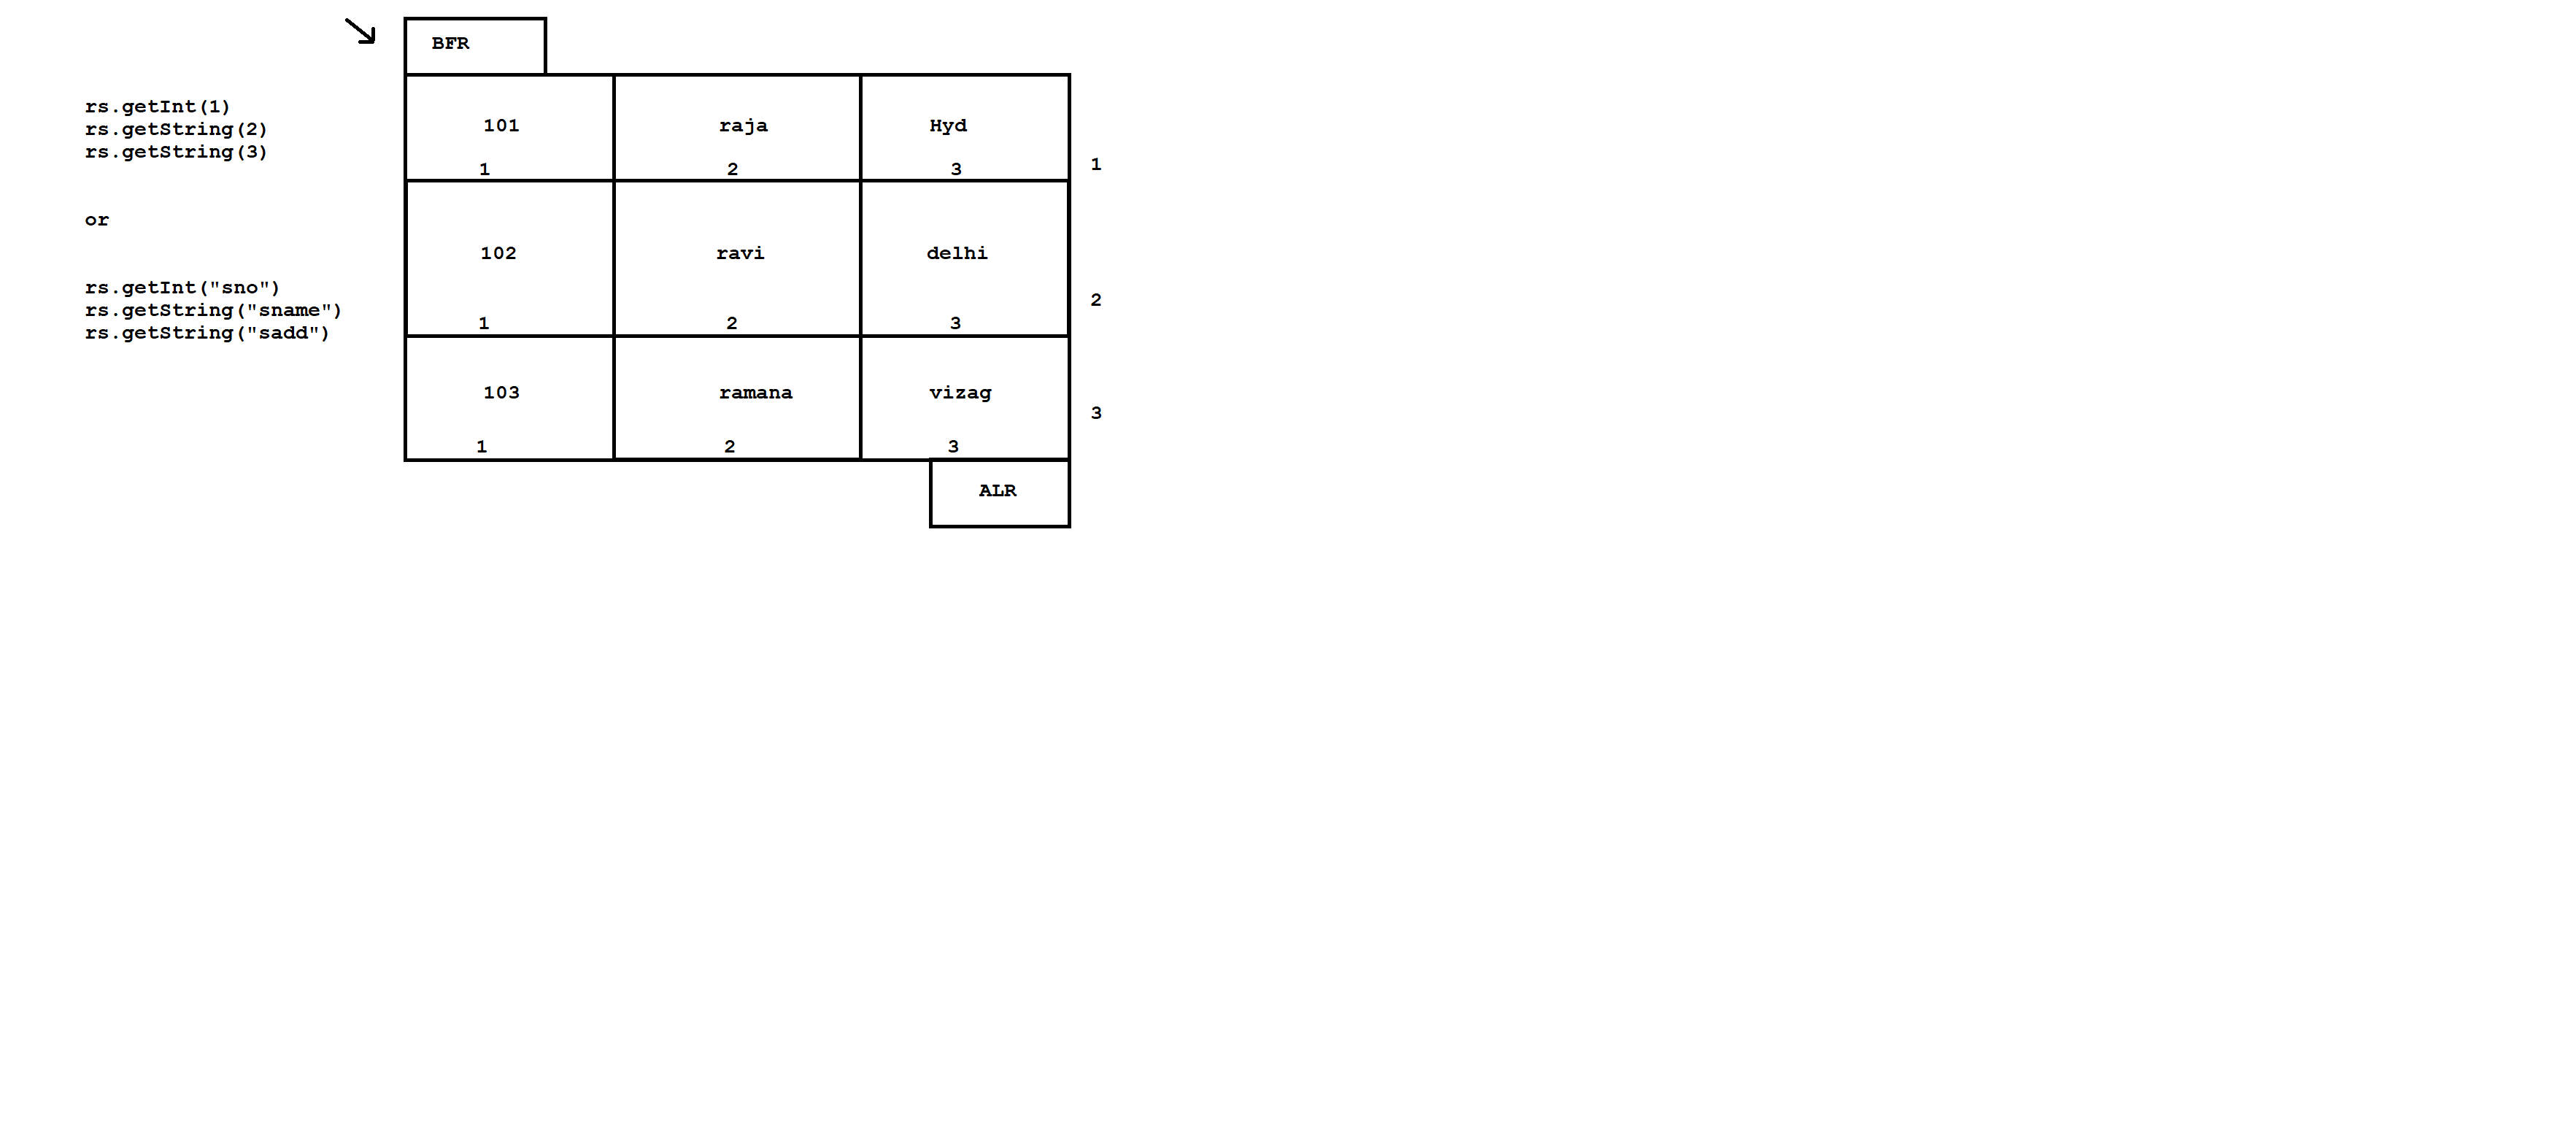 BFR
rs.getInt(1)
rs.getString(2)
rs.getString(3)
or
rs.getInt("sno")
rs.getString("sname")
rs.getString("sadd")
101 raja Hyd
1 2 3 1
102 ravi delhi
1 2 3 2
103 ramana vizag
1 2 3 3
ALR